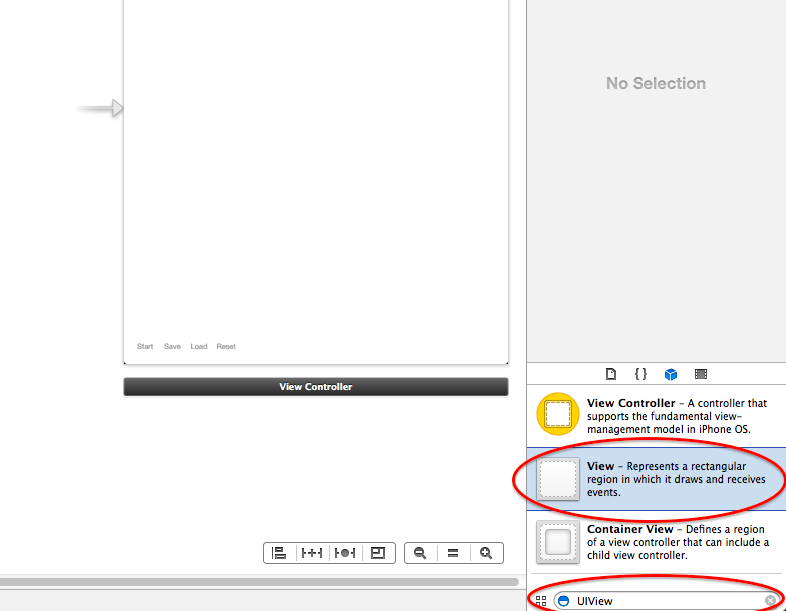 No Selection
Start Save Load Reset
View Controller
View Controller – A controller that
supports the fundamental view-
management model in iPhone OS.
View – Represents a rectangular
region in which it draws and receives
events.
Container View – Defines a region
of a view controller that can include a
child view controller.
UIView